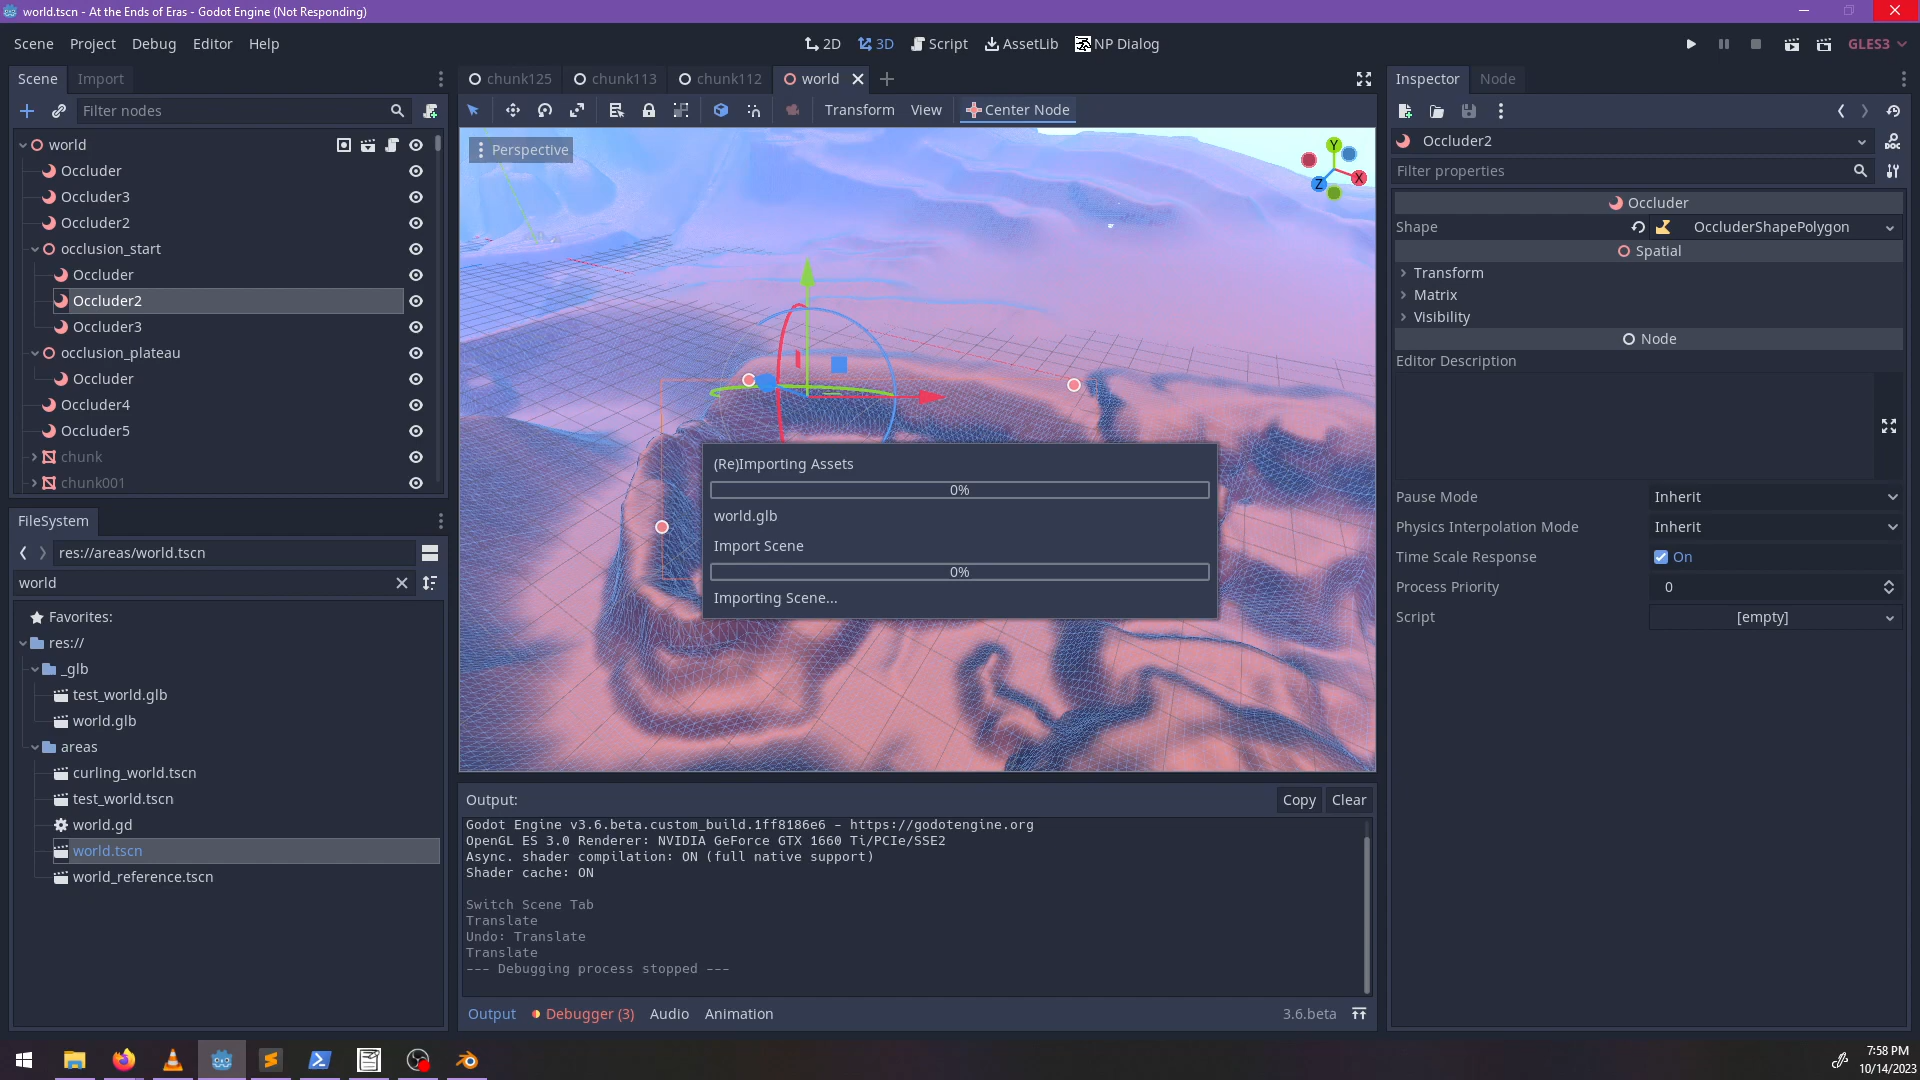 world.tscn - At the Ends of Eras - Godot Engine (Not Responding)
Scene Project Debug Editor Help
2D 3D Script AssetLib NP Dialog
GLES3
Scene Import
chunk125 chunk113 chunk112 world
Inspector Node
Filter nodes
Transform View Center Node
world
Occluder
Occluder3
Occluder2
occlusion_start
Occluder
Occluder2
Occluder3
occlusion_plateau
Occluder
Occluder4
Occluder5
chunk
chunk001
FileSystem
res://areas/world.tscn
world
Favorites:
res://
_glb
test_world.glb
world.glb
areas
curling_world.tscn
test_world.tscn
world.gd
world.tscn
world_reference.tscn
Perspective
Y
X
Z
(Re)Importing Assets
0%
world.glb
Import Scene
0%
Importing Scene...
Output: Copy Clear
Godot Engine v3.6.beta.custom_build.1ff8186e6 - https://godotengine.org
OpenGL ES 3.0 Renderer: NVIDIA GeForce GTX 1660 Ti/PCIe/SSE2
Async. shader compilation: ON (full native support)
Shader cache: ON
Switch Scene Tab
Translate
Undo: Translate
Translate
--- Debugging process stopped ---
Output Debugger (3) Audio Animation 3.6.beta
Occluder2
Filter properties
Occluder
Shape OccluderShapePolygon
Spatial
Transform
Matrix
Visibility
Node
Editor Description
Pause Mode Inherit
Physics Interpolation Mode Inherit
Time Scale Response On
Process Priority 0
Script [empty]
7:58 PM
10/14/2023